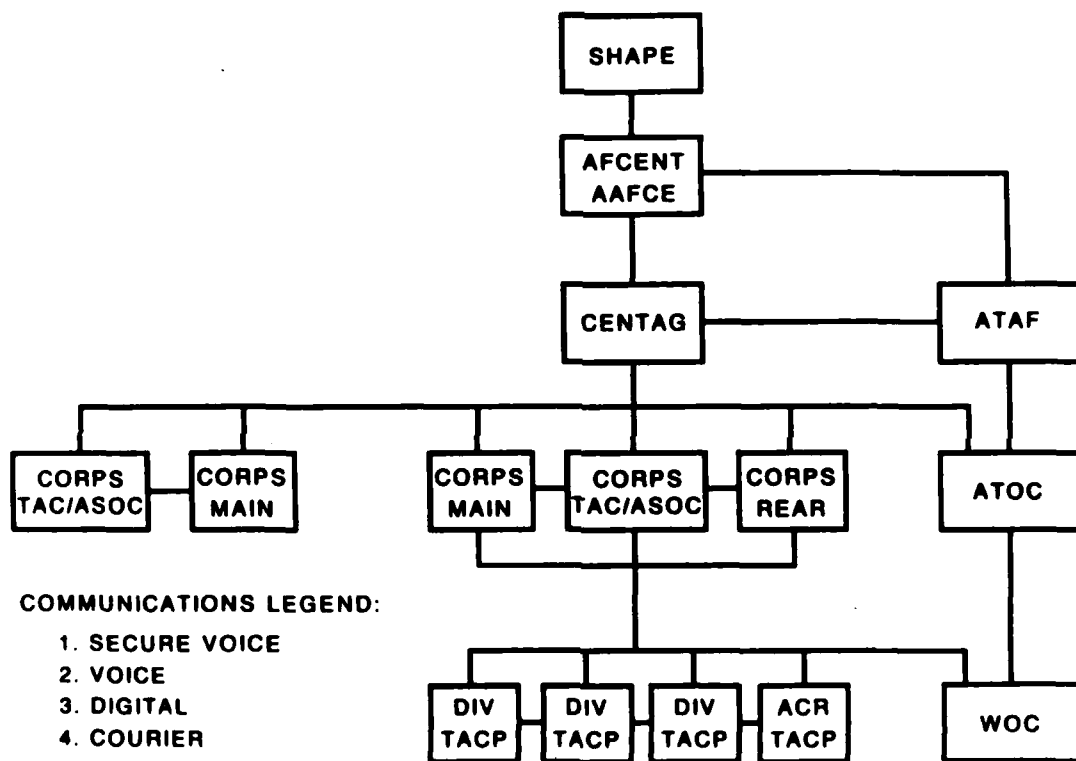 SHAPE
AFCENT
AAFCE
CENTAG
ATAF
CORPS
TAC/ASOC
CORPS
MAIN
CORPS
MAIN
CORPS
TAC/ASOC
CORPS
REAR
ATOC
COMMUNICATIONS LEGEND:
1. SECURE VOICE
2. VOICE
3. DIGITAL
4. COURIER
DIV
TACP
DIV
TACP
DIV
TACP
ACR
TACP
WOC